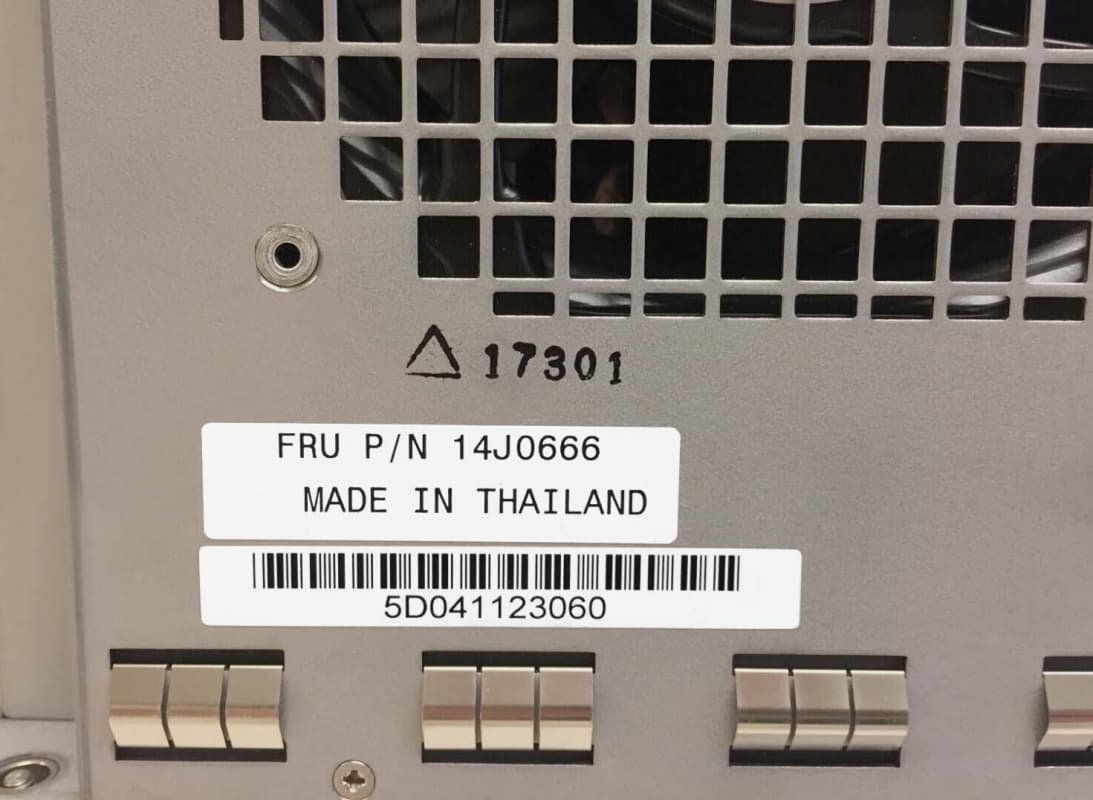 17301
FRU P/N 14J0666
MADE IN THAILAND
5D041123060